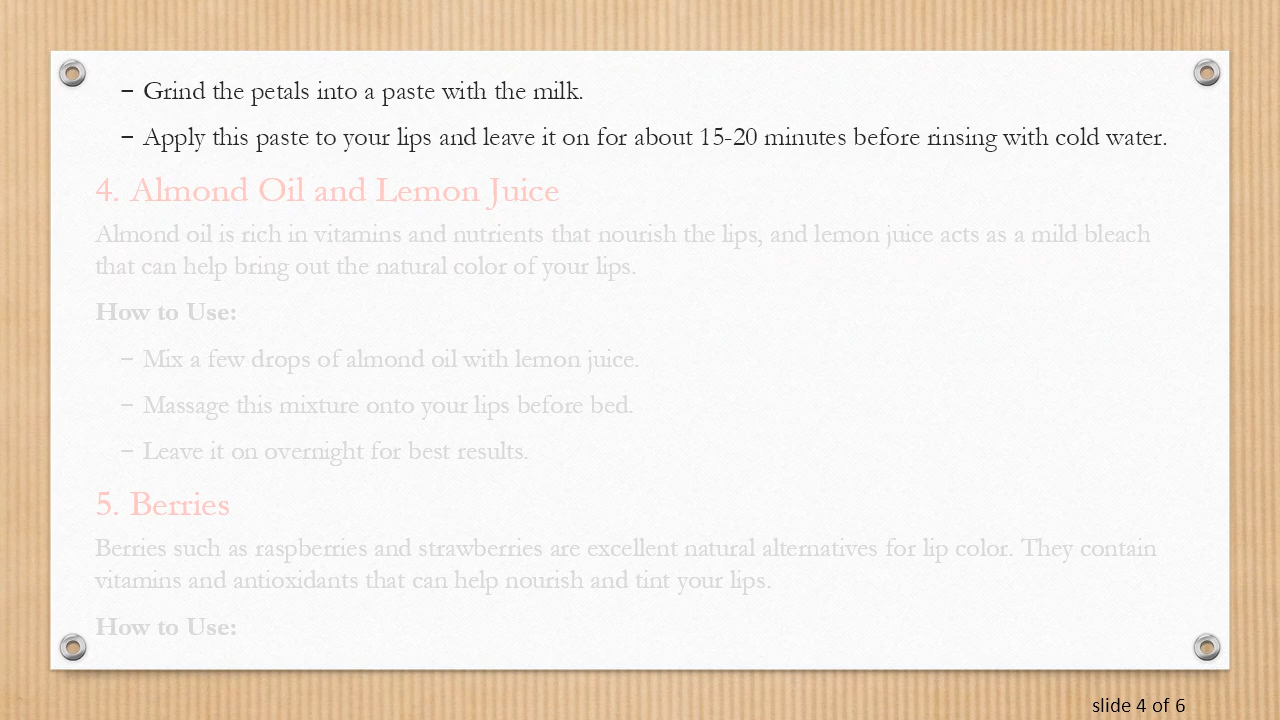 – Grind the petals into a paste with the milk.
– Apply this paste to your lips and leave it on for about 15-20 minutes before rinsing with cold water.
4. Almond Oil and Lemon Juice
Almond oil is rich in vitamins and nutrients that nourish the lips, and lemon juice acts as a mild bleach
that can help bring out the natural color of your lips.
How to Use:
– Mix a few drops of almond oil with lemon juice.
– Massage this mixture onto your lips before bed.
– Leave it on overnight for best results.
5. Berries
Berries such as raspberries and strawberries are excellent natural alternatives for lip color. They contain
vitamins and antioxidants that can help nourish and tint your lips.
How to Use:
slide 4 of 6